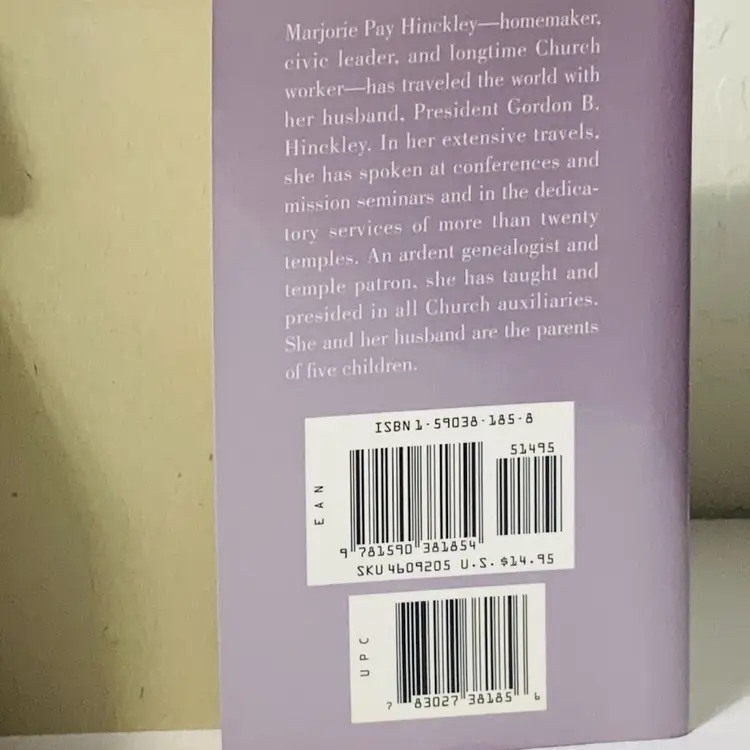 Marjorie Pay Hinckley—homemaker,
civic leader, and longtime Church
worker—has traveled the world with
her husband, President Gordon B.
Hinckley. In her extensive travels,
she has spoken at conferences and
mission seminars and in the dedica-
tory services of more than twenty
temples. An ardent genealogist and
temple patron, she has taught and
presided in all Church auxiliaries.
She and her husband are the parents
of five children.
ISBN 1-59038-185-8
51495
EAN
9 781590 381854
SKU 4609205 U.S. $14.95
UPC
7 83027 38185 6